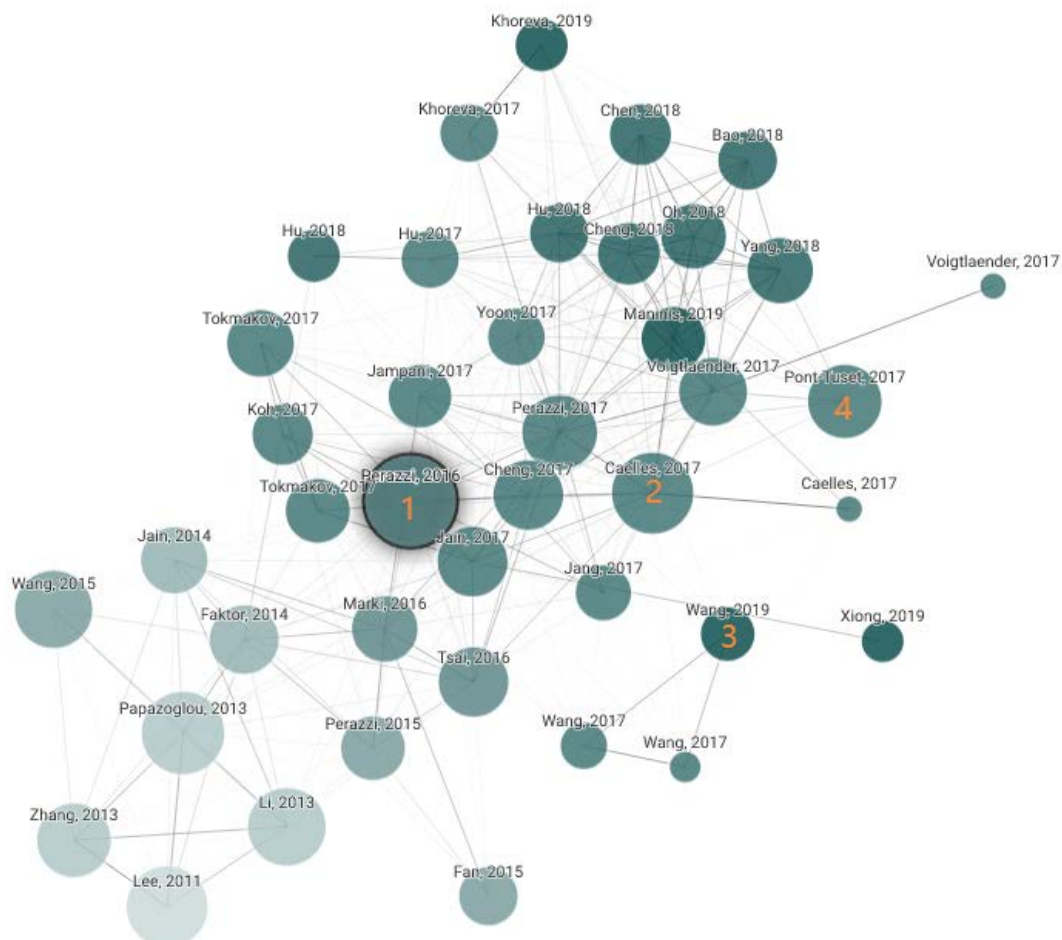 Khoreva, 2019
Khoreva, 2017
Chen, 2018
Bao, 2018
Hu, 2018
Hu, 2017
Hu, 2018
Cheng, 2018
Oh, 2018
Yang, 2018
Voigtlaender, 2017
Tokmakov, 2017
Yoon, 2017
Maninis, 2019
Jampani, 2017
Voigtlaender, 2017
Pont-Tuset, 2017
4
Koh, 2017
Perazzi, 2017
Perazzi, 2016
1
Cheng, 2017
Caelles, 2017
2
Tokmakov, 2017
Caelles, 2017
Jain, 2014
Jain, 2017
Jang, 2017
Wang, 2015
Faktor, 2014
Marki, 2016
Wang, 2019
3
Xiong, 2019
Tsai, 2016
Papazoglou, 2013
Perazzi, 2015
Wang, 2017
Wang, 2017
Zhang, 2013
Li, 2013
Lee, 2011
Fan, 2015